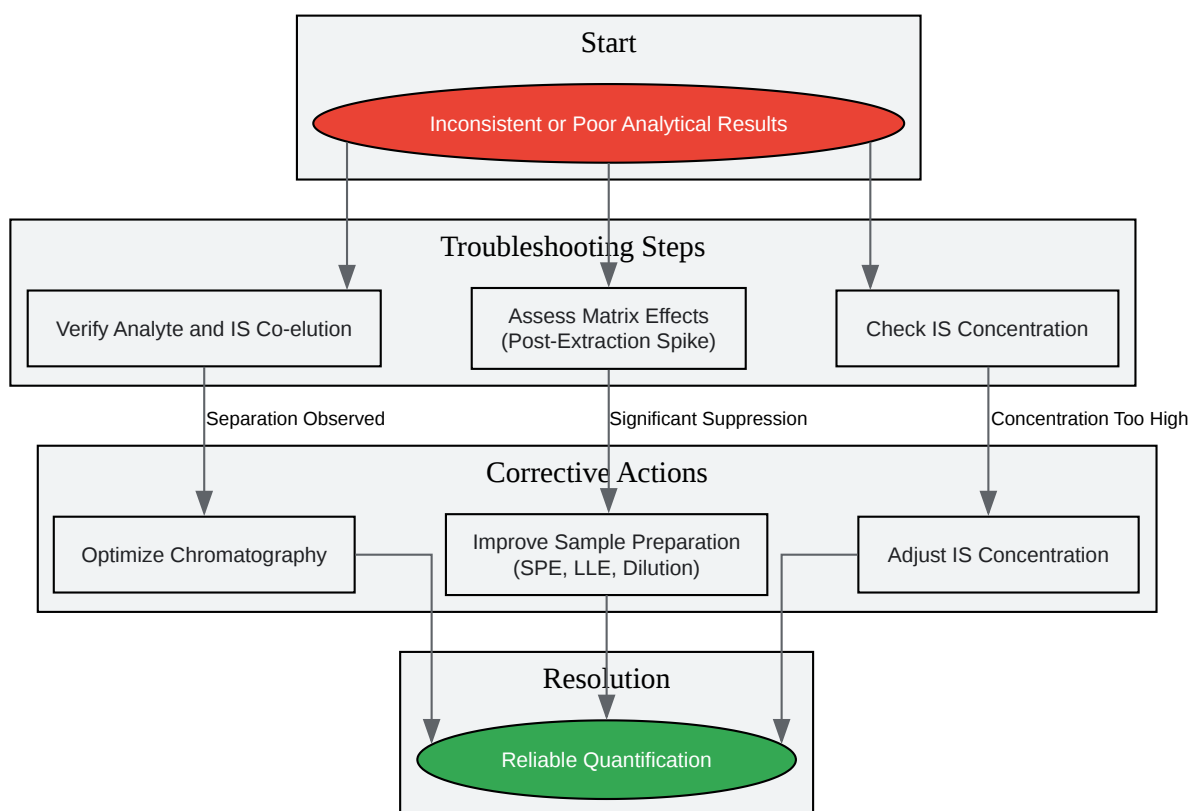 Start
Inconsistent or Poor Analytical Results
Troubleshooting Steps
Verify Analyte and IS Co-elution
Assess Matrix Effects
(Post-Extraction Spike)
Check IS Concentration
Separation Observed
Significant Suppression
Concentration Too High
Corrective Actions
Optimize Chromatography
Improve Sample Preparation
(SPE, LLE, Dilution)
Adjust IS Concentration
Resolution
Reliable Quantification